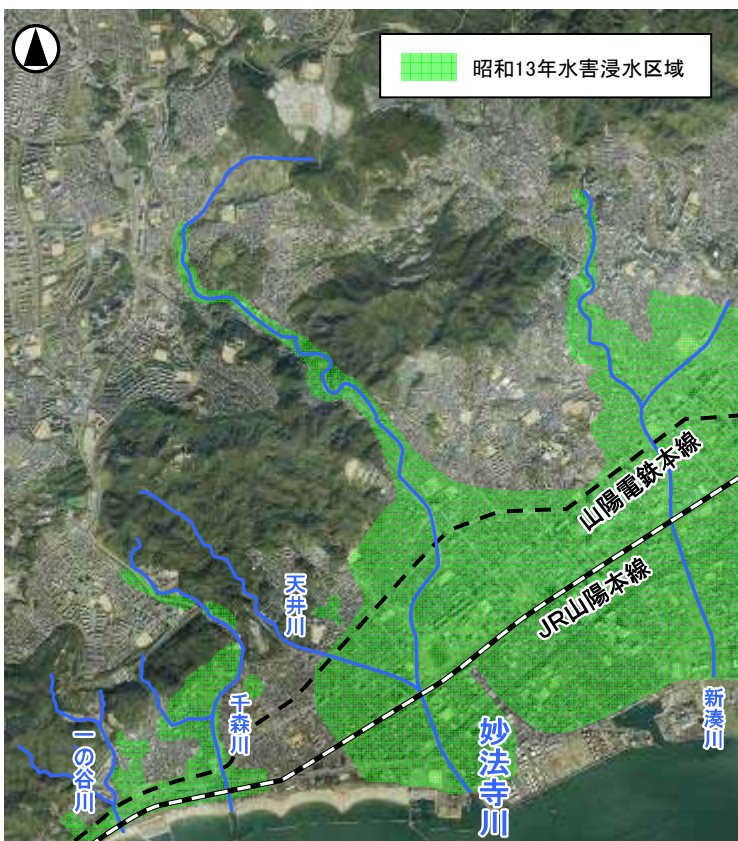 昭和13年水害浸水区域
山陽電鉄本線
JR山陽本線
天井川
千森川
一の谷川
妙法寺川
新湊川